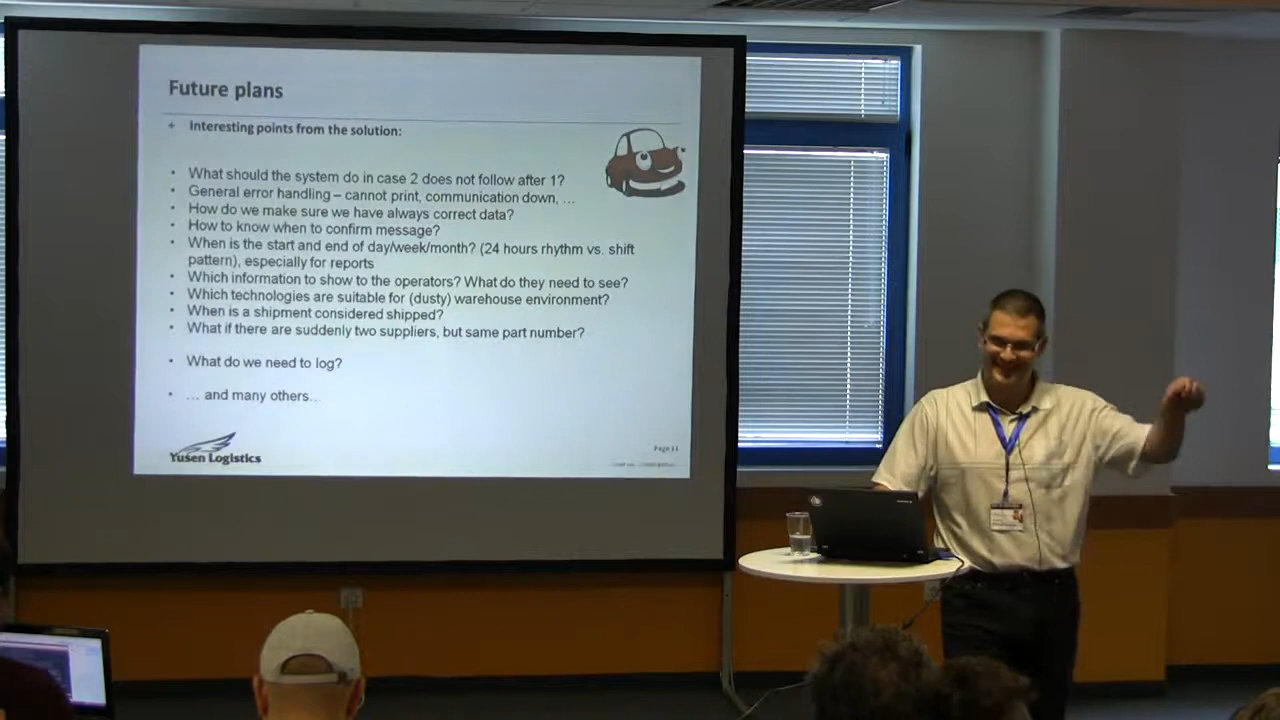 Future plans
+ Interesting points from the solution:
• What should the system do in case 2 does not follow after 1?
• General error handling – cannot print, communication down, …
• How do we make sure we have always correct data?
• How to know when to confirm message?
• When is the start and end of day/week/month? (24 hours rhythm vs. shift
pattern), especially for reports
• Which information to show to the operators? What do they need to see?
• Which technologies are suitable for (dusty) warehouse environment?
• When is a shipment considered shipped?
• What if there are suddenly two suppliers, but same part number?
• What do we need to log?
• … and many others…
Yusen Logistics
Page 11